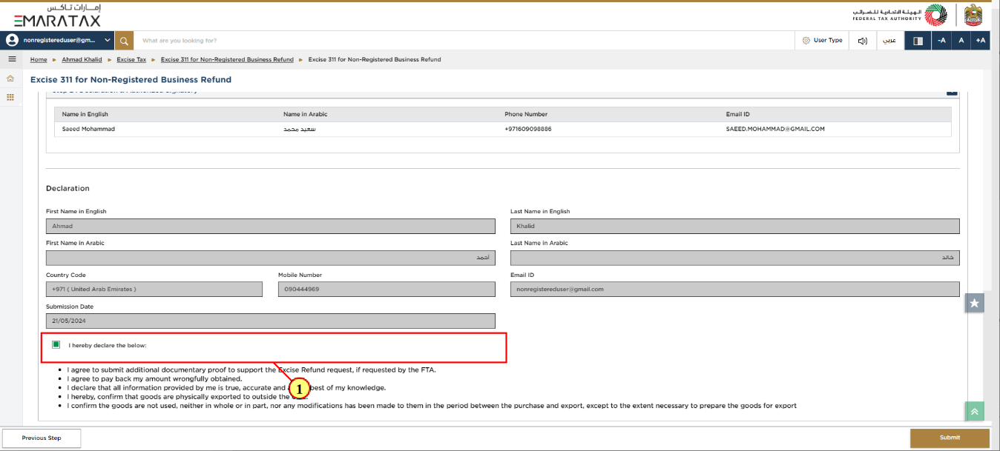 إمـــارات تـاكــس
EMARATAX
الهيئة الاتحادية للضرائب
FEDERAL TAX AUTHORITY
nonregistereduser@gm...
What are you looking for?
User Type
عربي
-A
A
+A
Home ▸ Ahmad Khalid ▸ Excise Tax ▸ Excise 311 for Non-Registered Business Refund ▸ Excise 311 for Non-Registered Business Refund
Excise 311 for Non-Registered Business Refund
Name in English
Name in Arabic
Phone Number
Email ID
Saeed Mohammad
سعيد محمد
+971609098886
SAEED.MOHAMMAD@GMAIL.COM
Declaration
First Name in English
Last Name in English
Ahmad
Khalid
First Name in Arabic
Last Name in Arabic
أحمد
خالد
Country Code
Mobile Number
Email ID
+971 ( United Arab Emirates )
090444969
nonregistereduser@gmail.com
Submission Date
21/05/2024
I hereby declare the below:
• I agree to submit additional documentary proof to support the Excise Refund request, if requested by the FTA.
• I agree to pay back my amount wrongfully obtained.
• I declare that all information provided by me is true, accurate and best of my knowledge.
• I hereby, confirm that goods are physically exported to outside the
• I confirm the goods are not used, neither in whole or in part, nor any modifications has been made to them in the period between the purchase and export, except to the extent necessary to prepare the goods for export
1
Previous Step
Submit